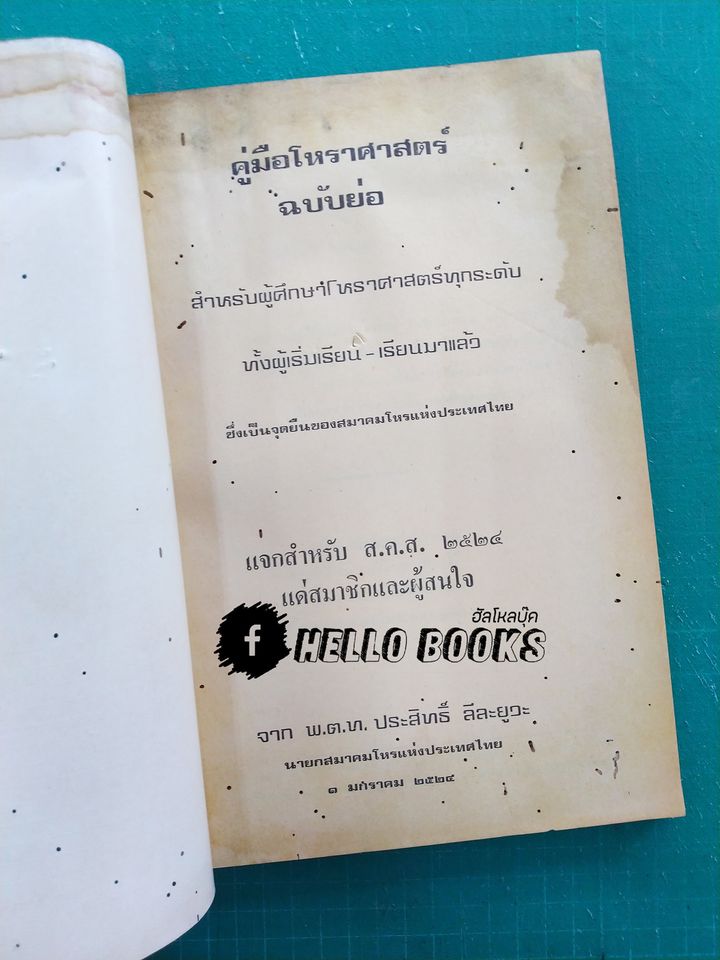 คู่มือโหราศาสตร์
ฉบับย่อ
สำหรับผู้ศึกษาโหราศาสตร์ทุกระดับ
ทั้งผู้เริ่มเรียน - เรียนมาแล้ว
ซึ่งเป็นจุดยืนของสมาคมโหรแห่งประเทศไทย
แจกสำหรับ ส.ค.ส. ๒๕๒๔
แด่สมาชิกและผู้สนใจ
ฮัลโหลบุ๊ค
f HELLO BOOKS
จาก พ.ต.ท. ประสิทธิ์ ลีละยูวะ
นายกสมาคมโหรแห่งประเทศไทย
๑ มกราคม ๒๕๒๔